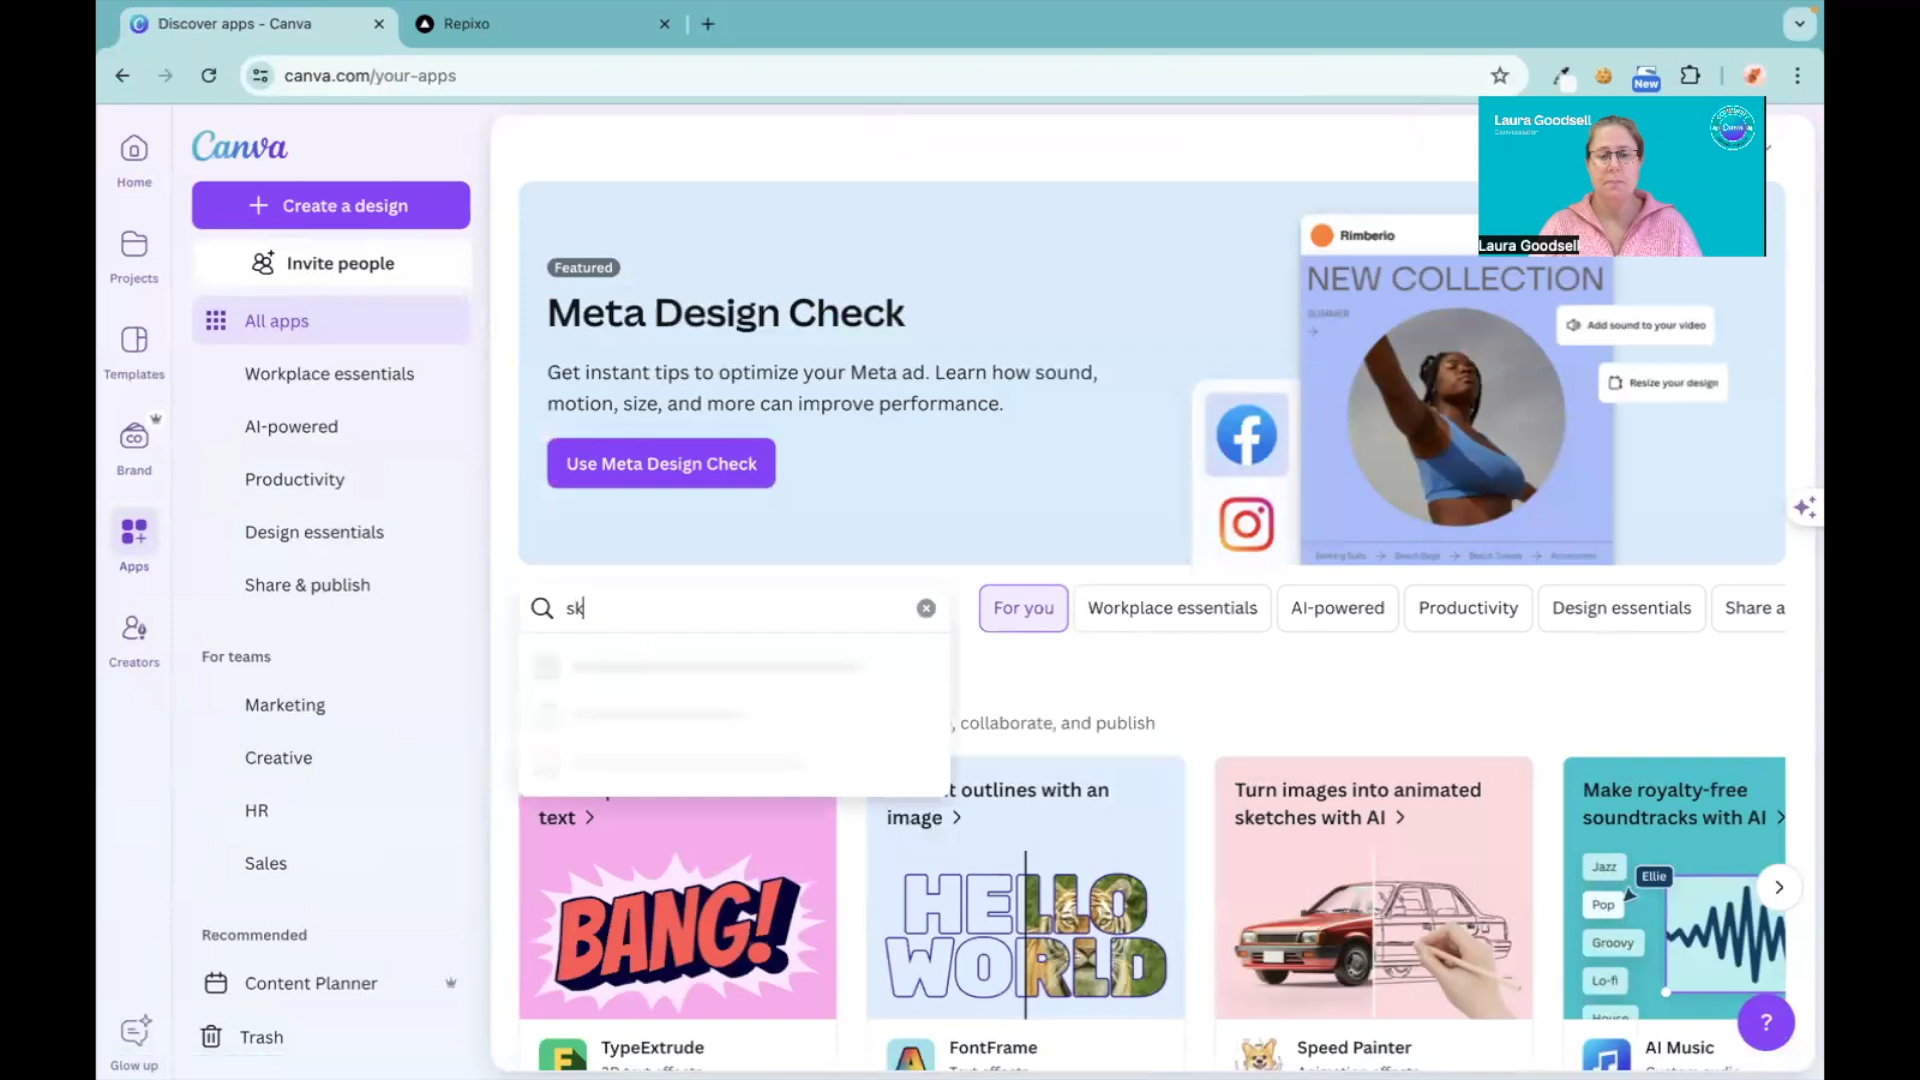 Discover apps - Canva
Repixo
canva.com/your-apps
New
Laura Goodsell
Canvassador
Canva
Laura Goodsell
Home
Projects
Templates
Brand
Apps
Creators
Glow up
Canva
Create a design
Invite people
All apps
Workplace essentials
AI-powered
Productivity
Design essentials
Share & publish
For teams
Marketing
Creative
HR
Sales
Recommended
Content Planner
Trash
Featured
Meta Design Check
Get instant tips to optimize your Meta ad. Learn how sound,
motion, size, and more can improve performance.
Use Meta Design Check
Rimberio
NEW COLLECTION
SUMMER
Add sound to your video
Resize your design
sk
For you
Workplace essentials
AI-powered
Productivity
Design essentials
Share a
, collaborate, and publish
text >
t outlines with an
image >
Turn images into animated
sketches with AI >
Make royalty-free
soundtracks with AI >
BANG!
HELLO
WORLD
Jazz
Pop
Groovy
Lo-fi
House
Ellie
?
TypeExtrude
FontFrame
Speed Painter
AI Music